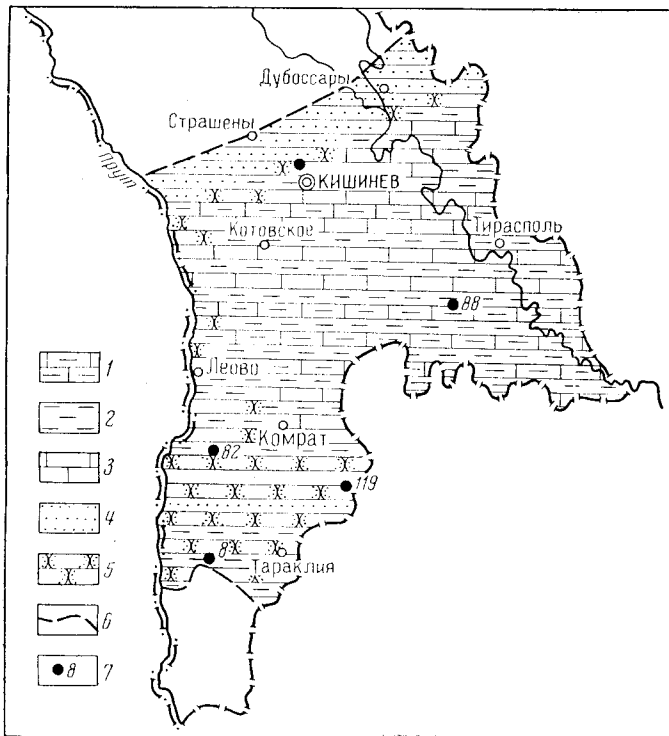 Дубоссары
Страшены
Прут
КИШИНЕВ
Котовское
Тирасполь
88
Леово
Комрат
82
119
8
Тараклия
1
2
3
4
5
6
8 7